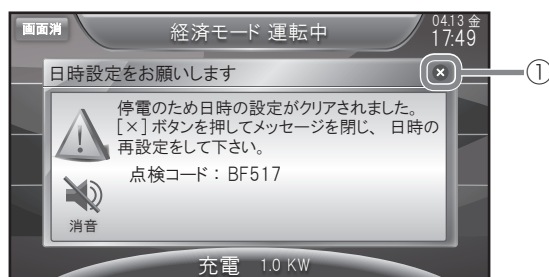 画面消
経済モード 運転中
04.13 金
17:49
日時設定をお願いします
×
①
停電のため日時の設定がクリアされました。
[×]ボタンを押してメッセージを閉じ、 日時の
再設定をして下さい。
点検コード： BF517
消音
充電 1.0 KW